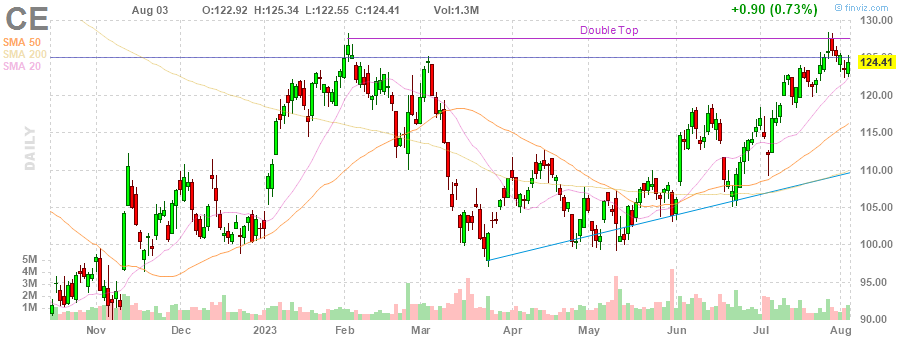 CE Aug 03 O:122.92 H:125.34 L:122.55 C:124.41 Vol:1.3M +0.90 (0.73%) © finviz.com
SMA 50
SMA 200
SMA 20
Double Top
DAILY
130.00
124.41
120.00
115.00
110.00
105.00
100.00
95.00
90.00
5M
4M
3M
2M
1M
Nov Dec 2023 Feb Mar Apr May Jun Jul Aug